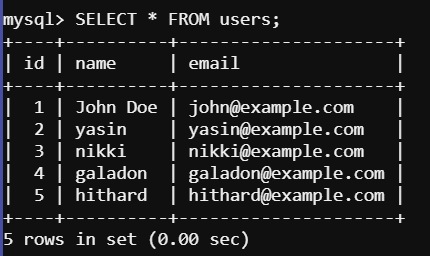 mysql> SELECT * FROM users;
+----+----------+---------------------+
| id | name     | email               |
+----+----------+---------------------+
|  1 | John Doe | john@example.com    |
|  2 | yasin    | yasin@example.com   |
|  3 | nikki    | nikki@example.com   |
|  4 | galadon  | galadon@example.com |
|  5 | hithard  | hithard@example.com |
+----+----------+---------------------+
5 rows in set (0.00 sec)